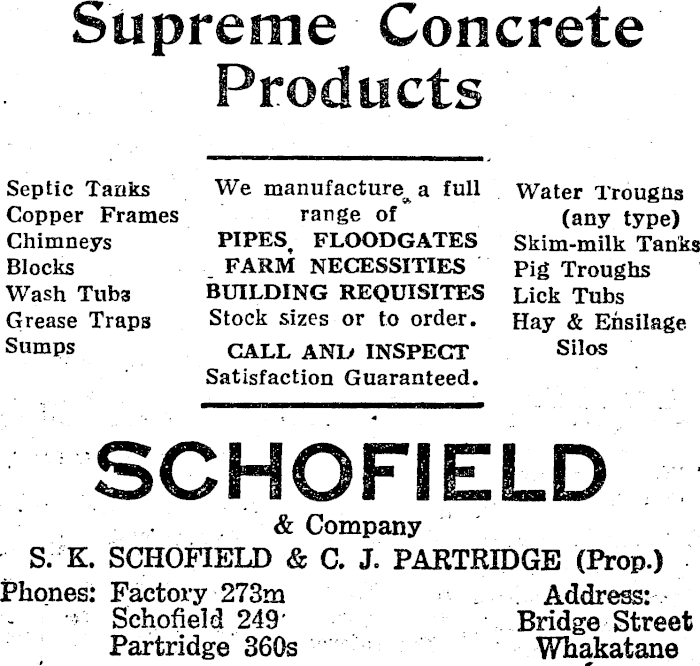 Supreme Concrete
Products
Septic Tanks
Copper Frames
Chimneys
Blocks
Wash Tubs
Grease Traps
Sumps
We manufacture a full
range of
PIPES, FLOODGATES
FARM NECESSITIES
BUILDING REQUISITES
Stock sizes or to order.
CALL AND INSPECT
Satisfaction Guaranteed.
Water Troughs
(any type)
Skim-milk Tanks
Pig Troughs
Lick Tubs
Hay & Ensilage
Silos
SCHOFIELD
& Company
S. K. SCHOFIELD & C. J. PARTRIDGE (Prop.)
Phones: Factory 273m
Schofield 249
Partridge 360s
Address:
Bridge Street
Whakatane